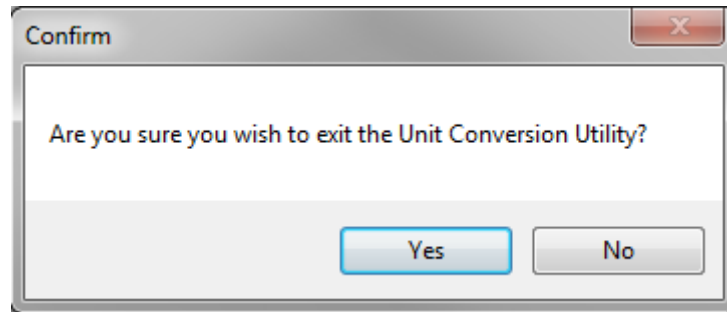 Confirm
Are you sure you wish to exit the Unit Conversion Utility?
Yes No